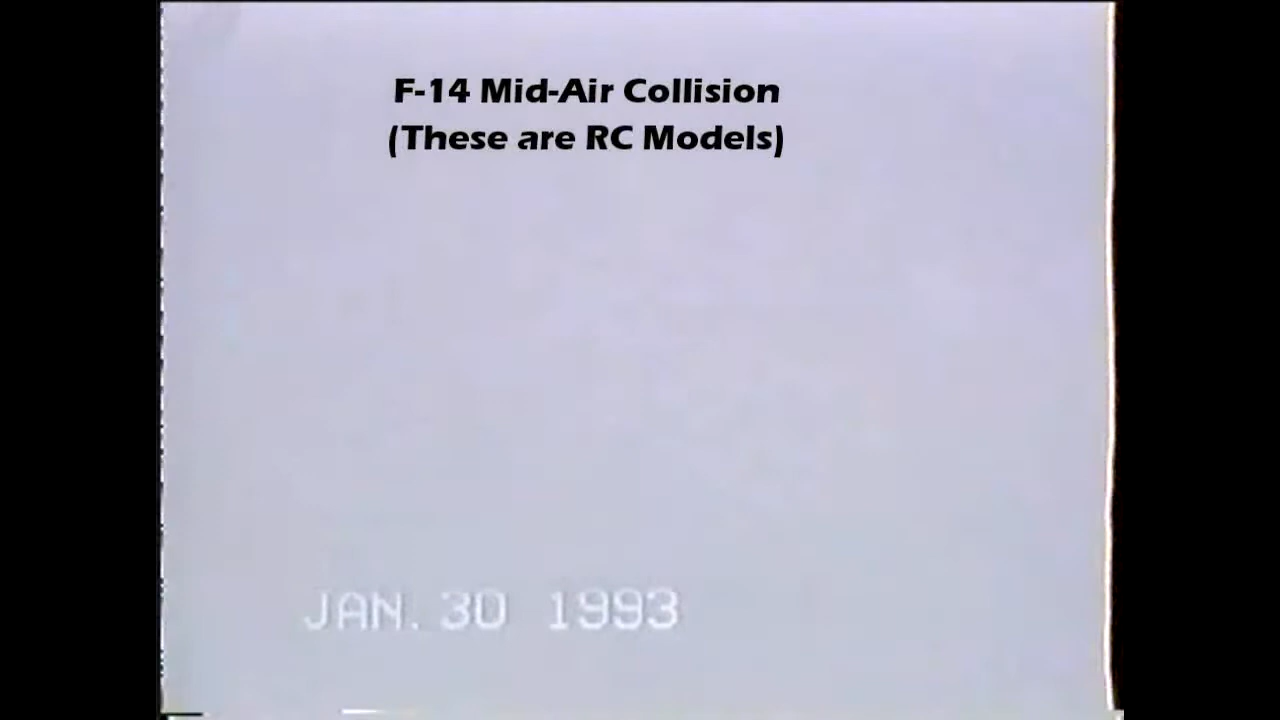 F-14 Mid-Air Collision
(These are RC Models)
JAN. 30 1993